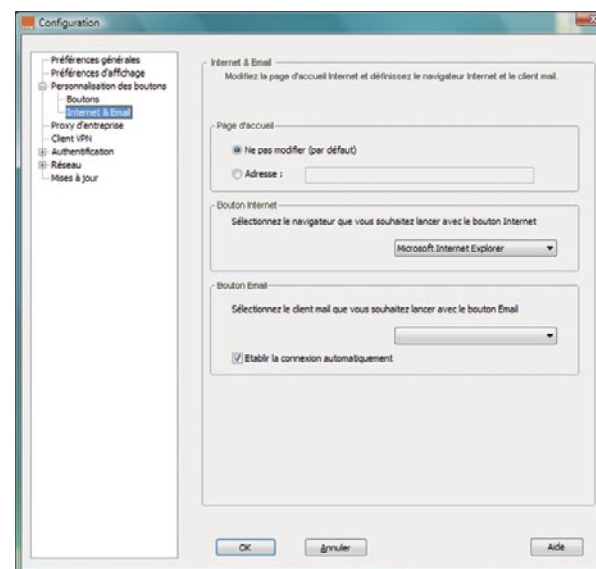 Configuration
Préférences générales
Préférences d'affichage
Personnalisation des boutons
Boutons
Internet & Email
Proxy d'entreprise
Client VPN
Authentification
Réseau
Mises à jour
Internet & Email
Modifiez la page d'accueil Internet et définissez le navigateur Internet et le client mail.
Page d'accueil
Ne pas modifier (par défaut)
Adresse :
Bouton Internet
Sélectionnez le navigateur que vous souhaitez lancer avec le bouton Internet
Microsoft Internet Explorer
Bouton Email
Sélectionnez le client mail que vous souhaitez lancer avec le bouton Email
Etablir la connexion automatiquement
OK
Annuler
Aide